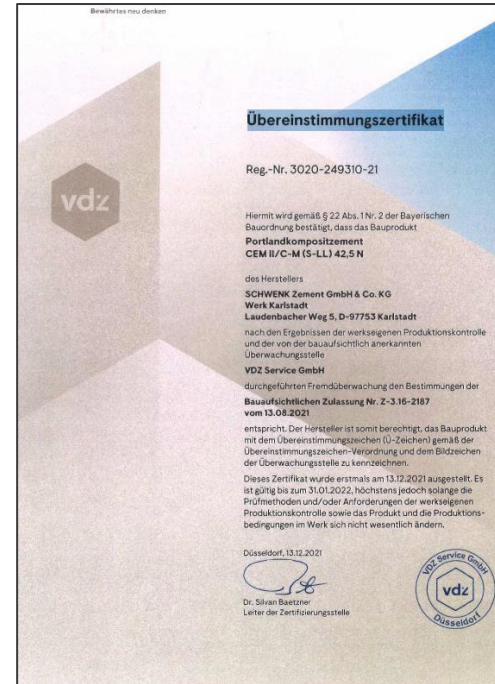 Bewährtes neu denken
Übereinstimmungszertifikat
Reg.-Nr. 3020-249310-21
vdz
Hiermit wird gemäß § 22 Abs. 1 Nr. 2 der Bayerischen
Bauordnung bestätigt, dass das Bauprodukt
Portlandkompositzement
CEM II/C-M (S-LL) 42,5 N
des Herstellers
SCHWENK Zement GmbH & Co. KG
Werk Karlstadt
Laudenbacher Weg 5, D-97753 Karlstadt
nach den Ergebnissen der werkseigenen Produktionskontrolle
und der von der bauaufsichtlich anerkannten
Überwachungsstelle
VDZ Service GmbH
durchgeführten Fremdüberwachung den Bestimmungen der
Bauaufsichtlichen Zulassung Nr. Z-3.16-2187
vom 13.08.2021
entspricht. Der Hersteller ist somit berechtigt, das Bauprodukt
mit dem Übereinstimmungszeichen (Ü-Zeichen) gemäß der
Übereinstimmungszeichen-Verordnung und dem Bildzeichen
der Überwachungsstelle zu kennzeichnen.
Dieses Zertifikat wurde erstmals am 13.12.2021 ausgestellt. Es
ist gültig bis zum 31.01.2022, höchstens jedoch solange die
Prüfmethoden und/oder Anforderungen der werkseigenen
Produktionskontrolle sowie das Produkt und die Produktions-
bedingungen im Werk sich nicht wesentlich ändern.
Düsseldorf, 13.12.2021
Dr. Silvan Baetzner
Leiter der Zertifizierungsstelle
VDZ Service GmbH
vdz
Düsseldorf